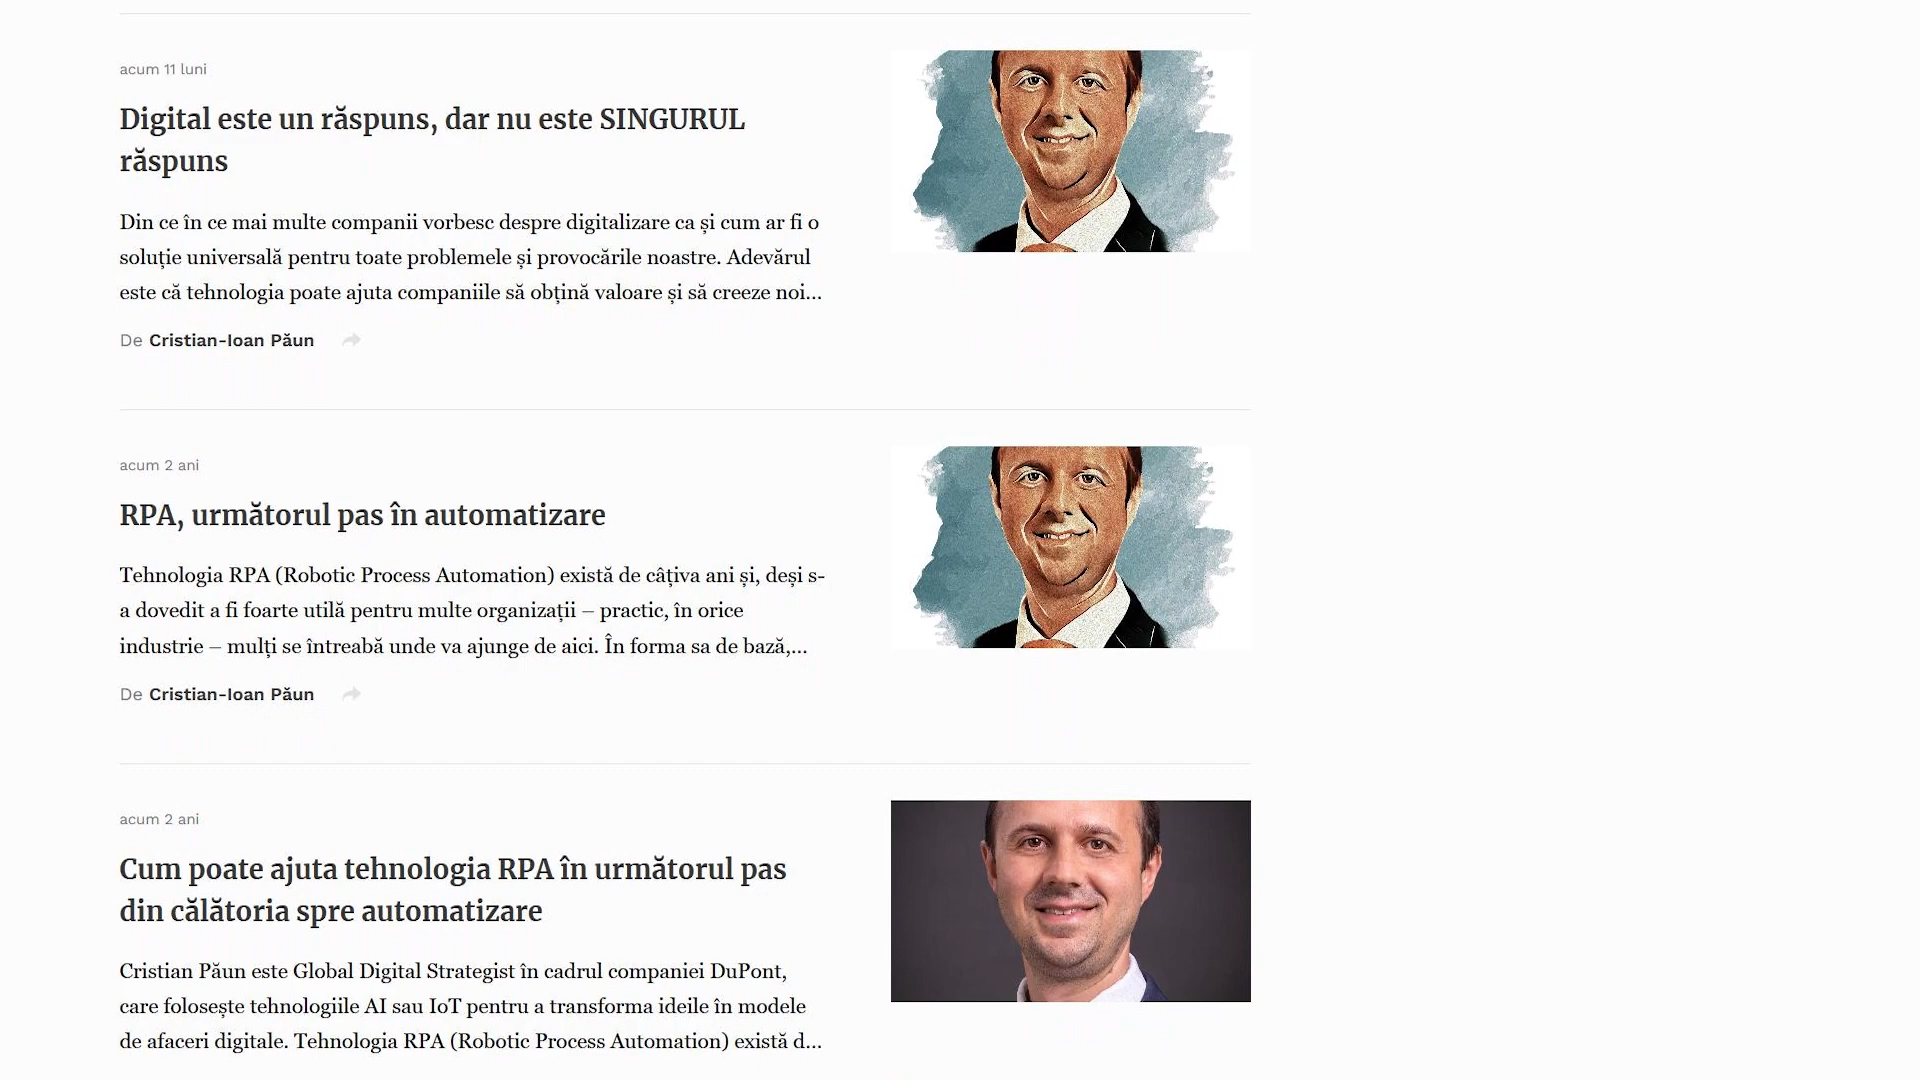 acum 11 luni
Digital este un răspuns, dar nu este SINGURUL
răspuns
Din ce în ce mai multe companii vorbesc despre digitalizare ca și cum ar fi o
soluție universală pentru toate problemele și provocările noastre. Adevărul
este că tehnologia poate ajuta companiile să obțină valoare și să creeze noi...
De Cristian-Ioan Păun
acum 2 ani
RPA, următorul pas în automatizare
Tehnologia RPA (Robotic Process Automation) există de câțiva ani și, deși s-
a dovedit a fi foarte utilă pentru multe organizații – practic, în orice
industrie – mulți se întreabă unde va ajunge de aici. În forma sa de bază,...
De Cristian-Ioan Păun
acum 2 ani
Cum poate ajuta tehnologia RPA în următorul pas
din călătoria spre automatizare
Cristian Păun este Global Digital Strategist în cadrul companiei DuPont,
care folosește tehnologiile AI sau IoT pentru a transforma ideile în modele
de afaceri digitale. Tehnologia RPA (Robotic Process Automation) există d...